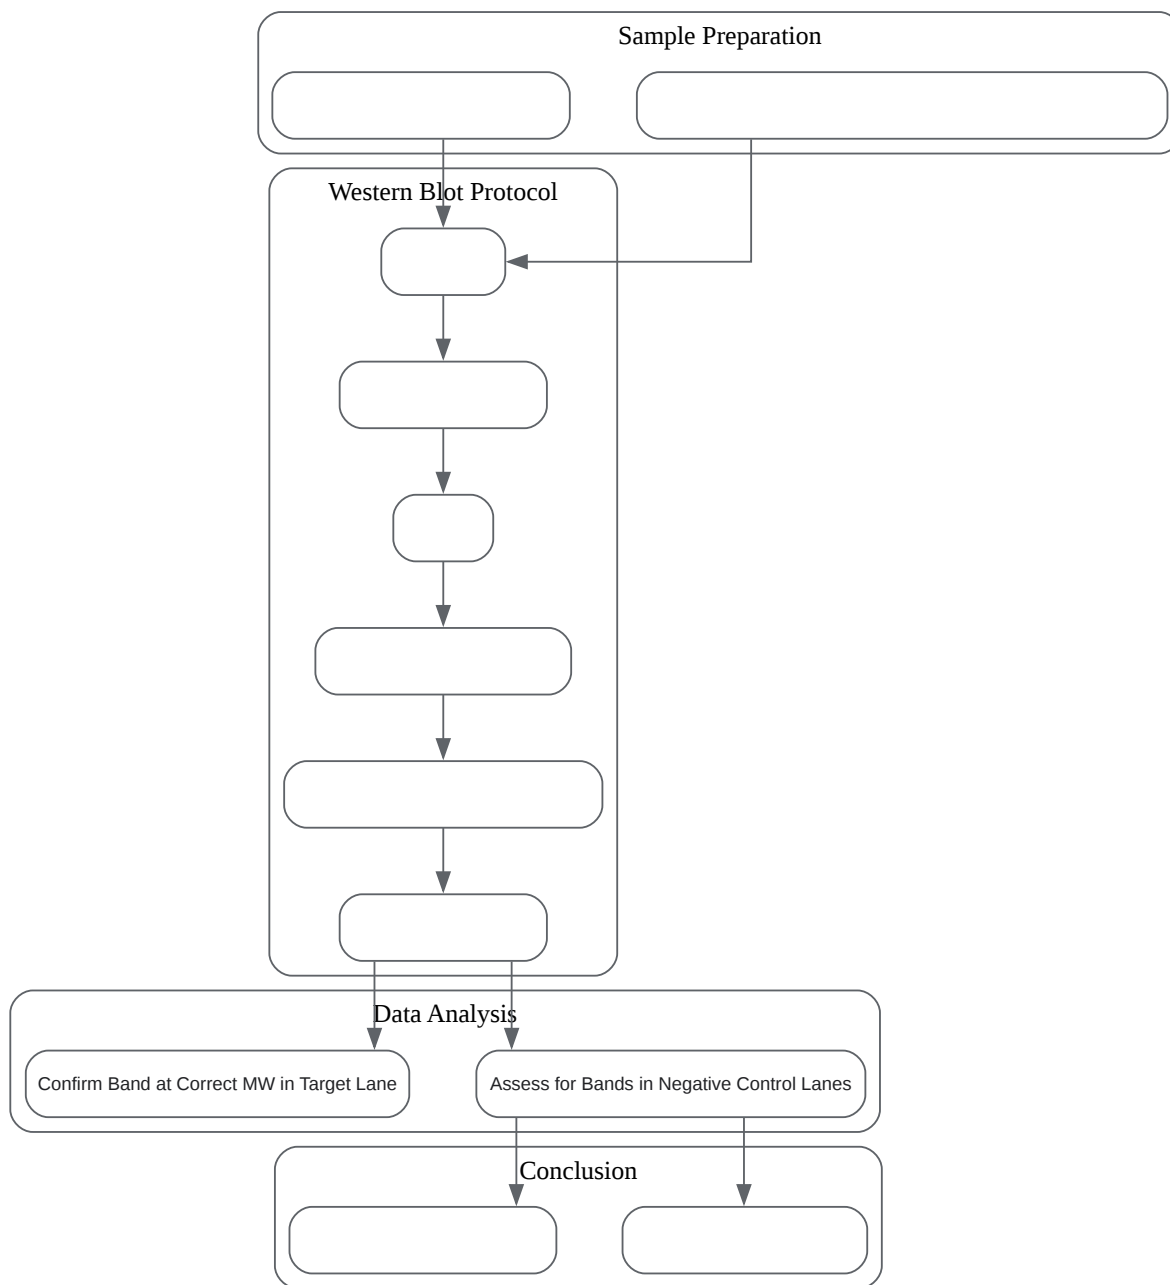 Sample Preparation
Western Blot Protocol
Data Analysis
Confirm Band at Correct MW in Target Lane
Assess for Bands in Negative Control Lanes
Conclusion